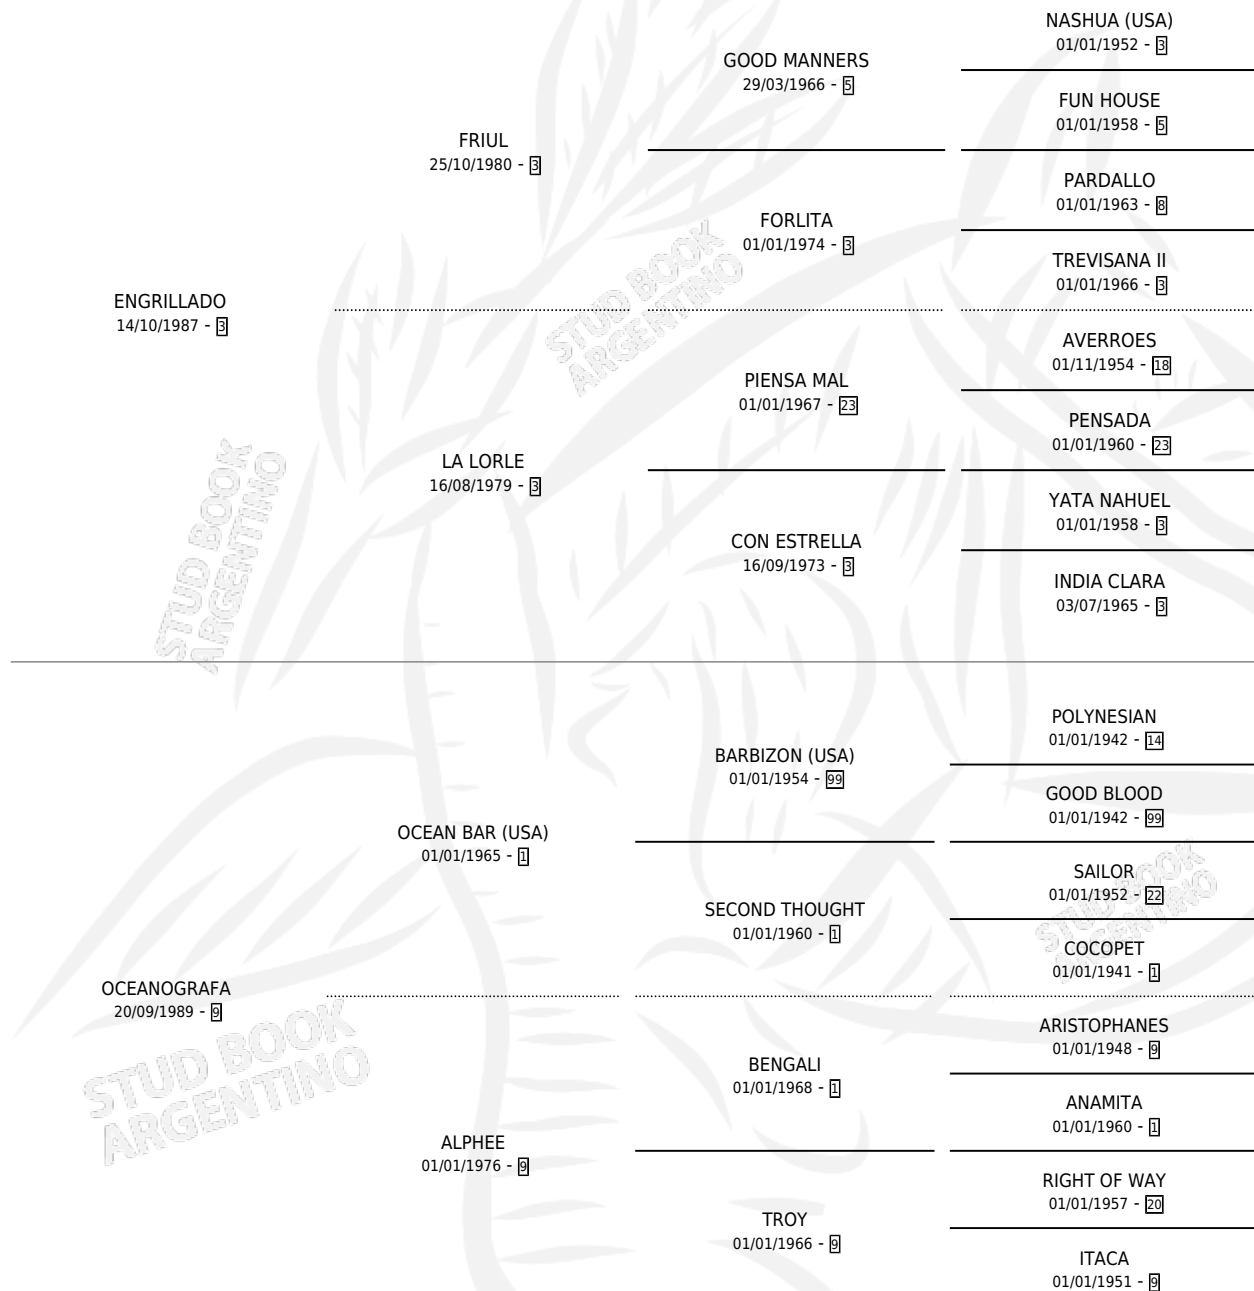 NASHUA (USA)
01/01/1952 - 3
GOOD MANNERS
29/03/1966 - 5
FUN HOUSE
01/01/1958 - 5
FRIUL
25/10/1980 - 3
PARDALLO
01/01/1963 - 8
FORLITA
01/01/1974 - 3
TREVISANA II
01/01/1966 - 3
ENGRILLADO
14/10/1987 - 3
STUD BOOK
ARGENTINO
AVERROES
01/11/1954 - 18
PIENSA MAL
01/01/1967 - 23
PENSADA
01/01/1960 - 23
LA LORLE
16/08/1979 - 3
YATA NAHUEL
01/01/1958 - 3
CON ESTRELLA
16/09/1973 - 3
INDIA CLARA
03/07/1965 - 3
STUD BOOK
ARGENTINO
POLYNESIAN
01/01/1942 - 14
BARBIZON (USA)
01/01/1954 - 99
GOOD BLOOD
01/01/1942 - 99
OCEAN BAR (USA)
01/01/1965 - 1
SAILOR
01/01/1952 - 22
SECOND THOUGHT
01/01/1960 - 1
STUD BOOK
ARGENTINO
COCOPET
01/01/1941 - 1
OCEANOGRAFA
20/09/1989 - 9
STUD BOOK
ARGENTINO
ARISTOPHANES
01/01/1948 - 9
BENGALI
01/01/1968 - 1
ANAMITA
01/01/1960 - 1
ALPHEE
01/01/1976 - 9
RIGHT OF WAY
01/01/1957 - 20
TROY
01/01/1966 - 9
ITACA
01/01/1951 - 9